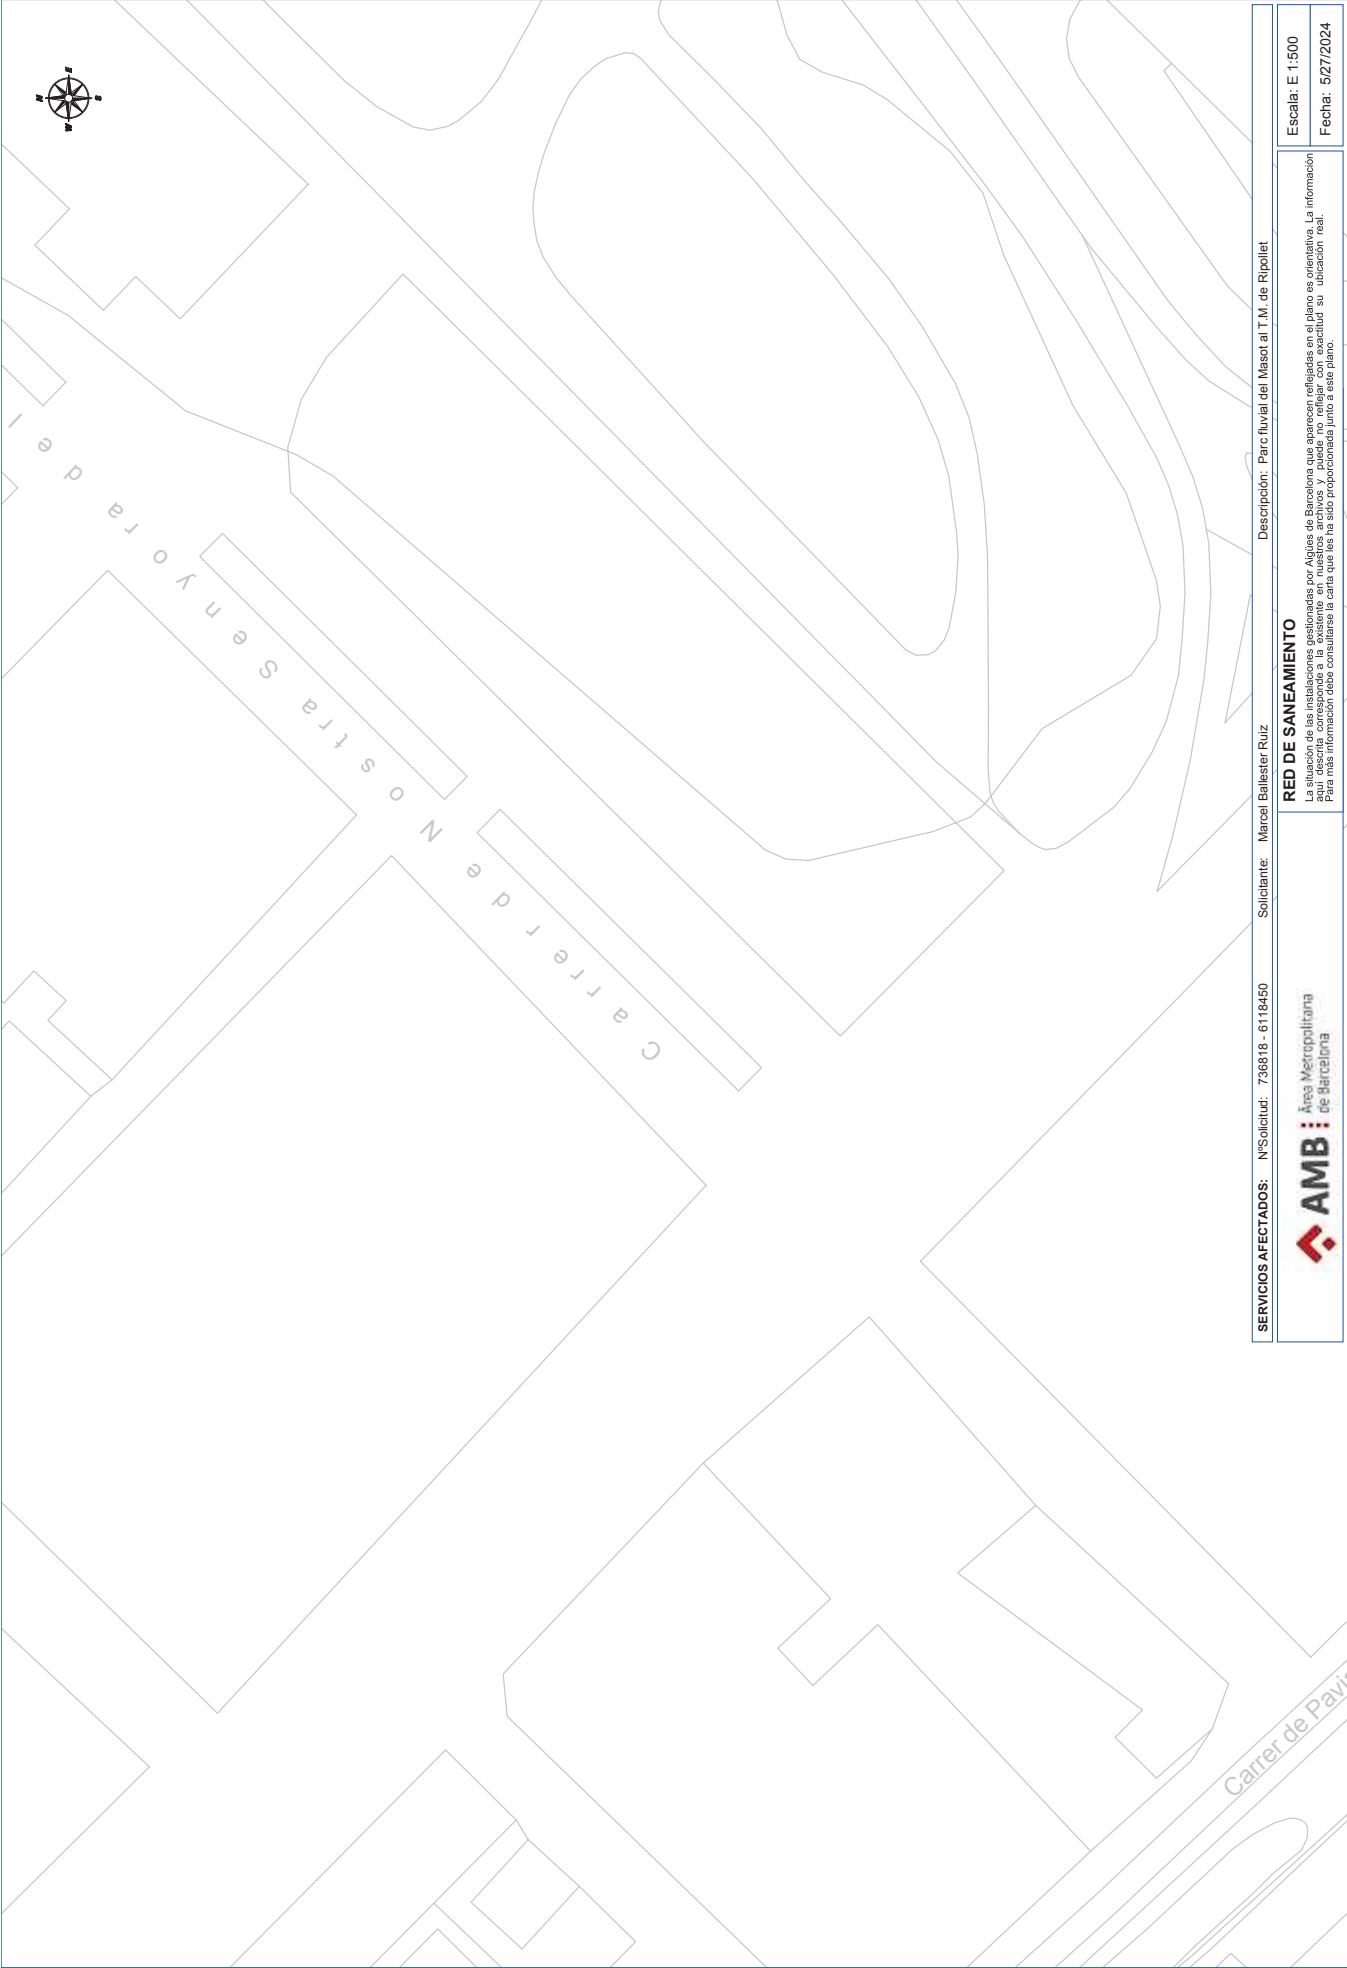 N
E
S
W
Carrer de Nostra Senyora del
Carrer de Pavi
SERVICIOS AFECTADOS: NºSolicitud: 736818 - 6118450 Solicitante: Marcel Ballester Ruiz Descripción: Parc fluvial del Masot al T.M. de Ripollet
AMB Àrea Metropolitana
de Barcelona
RED DE SANEAMIENTO
La situación de las instalaciones gestionadas por Aigües de Barcelona que aparecen reflejadas en el plano es orientativa. La información
aquí descrita corresponde a la existente en nuestros archivos y puede no reflejar con exactitud su ubicación real.
Para más información debe consultarse la carta que les ha sido proporcionada junto a este plano.
Escala: E 1:500
Fecha: 5/27/2024